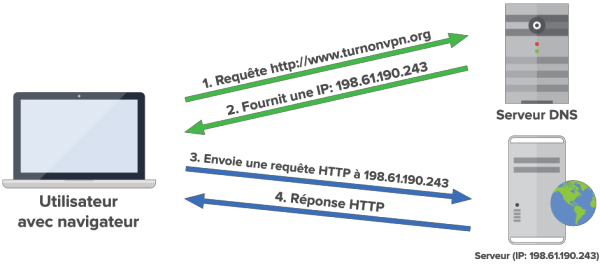 1. Requête http://www.turnonvpn.org
2. Fournit une IP: 198.61.190.243
Serveur DNS
3. Envoie une requête HTTP à 198.61.190.243
4. Réponse HTTP
Utilisateur
avec navigateur
Serveur (IP: 198.61.190.243)